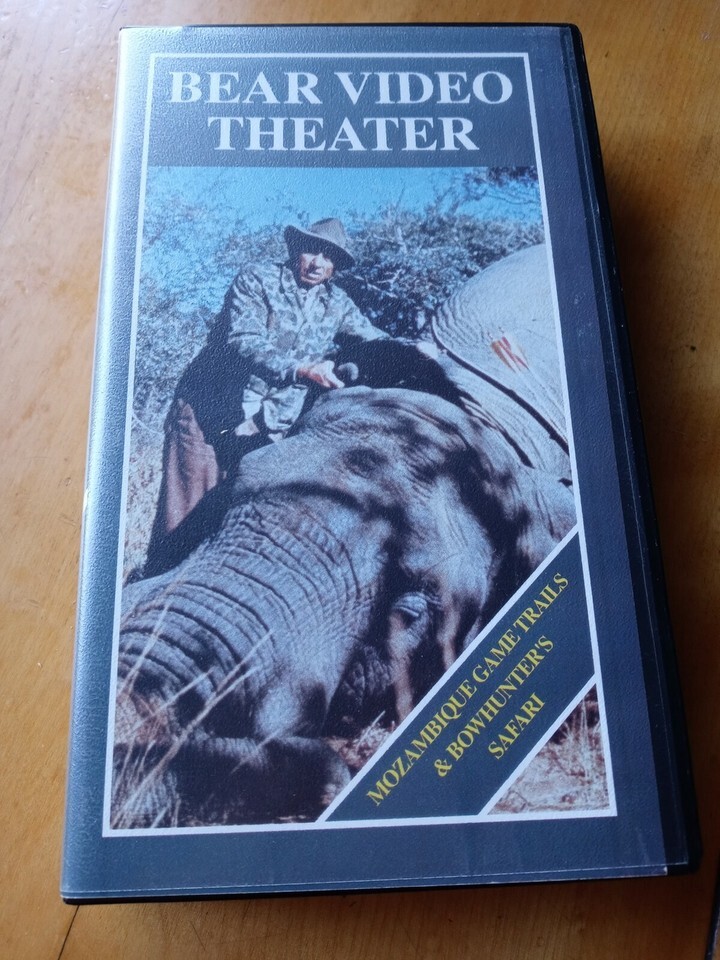 BEAR VIDEO
THEATER
MOZAMBIQUE GAME TRAILS
& BOWHUNTER'S
SAFARI